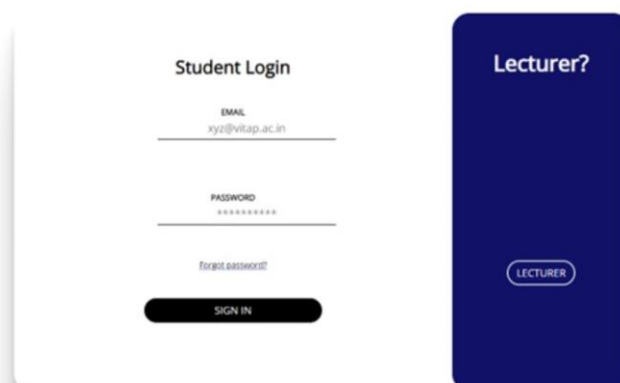 Student Login
EMAIL
xyz@vitap.ac.in
PASSWORD
**********
Forgot password?
SIGN IN
Lecturer?
LECTURER